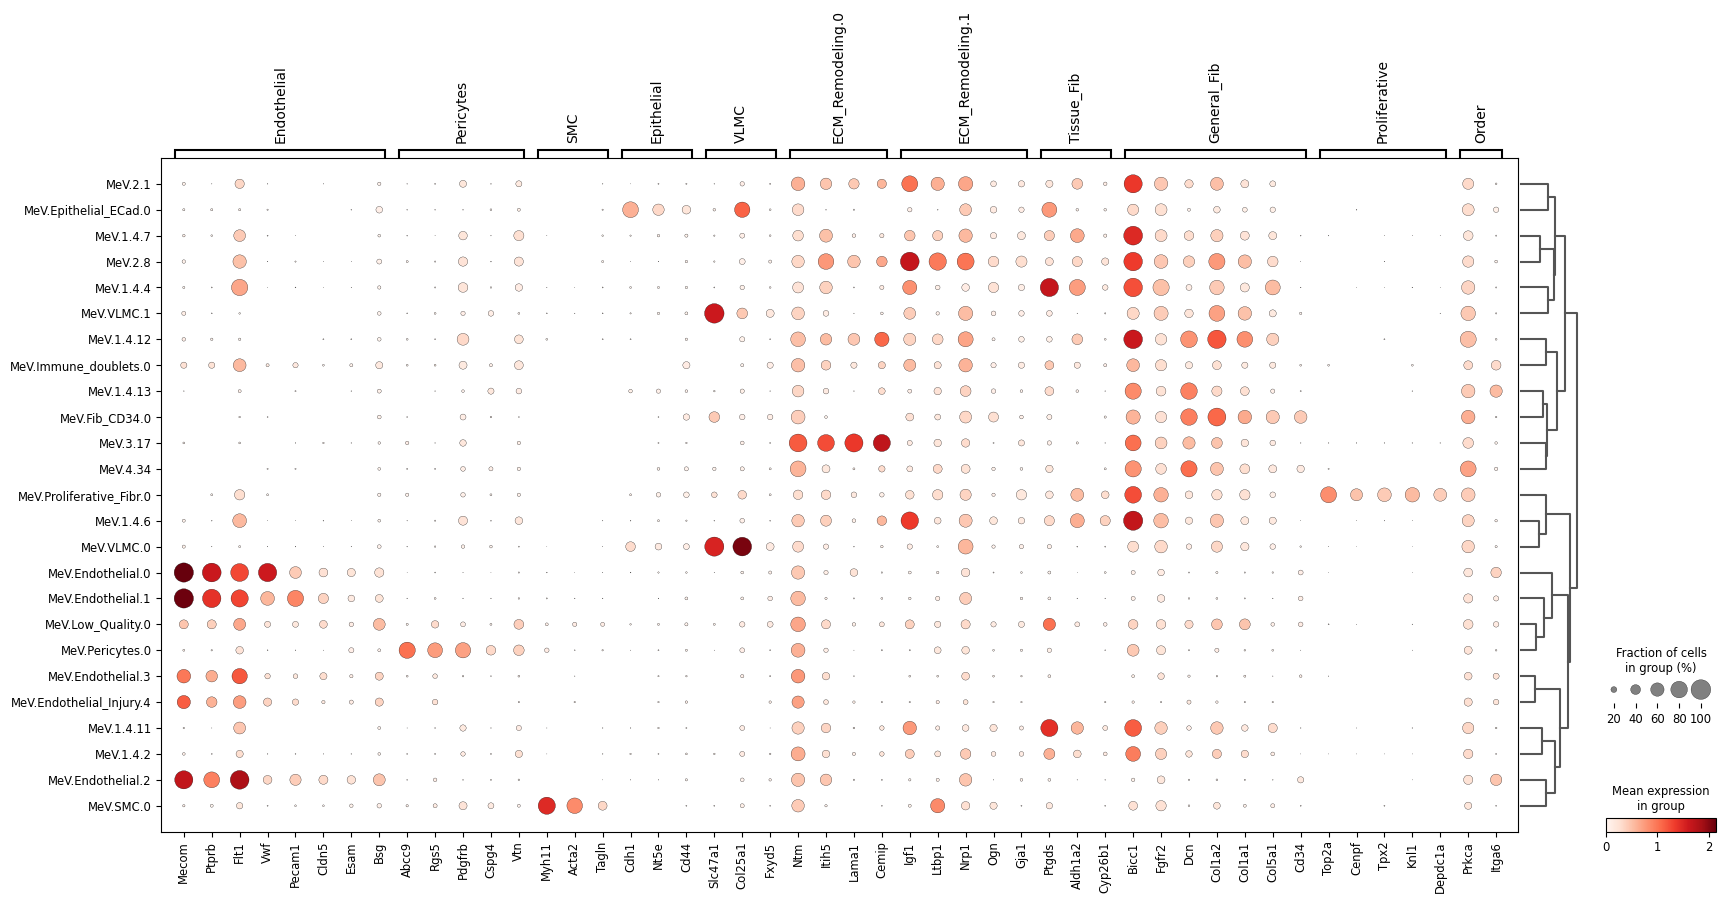 Endothelial
Pericytes
SMC
Epithelial
VLMC
ECM_Remodeling.0
ECM_Remodeling.1
Tissue_Fib
General_Fib
Proliferative
Order
MeV.2.1
MeV.Epithelial_ECad.0
MeV.1.4.7
MeV.2.8
MeV.1.4.4
MeV.VLMC.1
MeV.1.4.12
MeV.Immune_doublets.0
MeV.1.4.13
MeV.Fib_CD34.0
MeV.3.17
MeV.4.34
MeV.Proliferative_Fibr.0
MeV.1.4.6
MeV.VLMC.0
MeV.Endothelial.0
MeV.Endothelial.1
MeV.Low_Quality.0
MeV.Pericytes.0
MeV.Endothelial.3
MeV.Endothelial_Injury.4
MeV.1.4.11
MeV.1.4.2
MeV.Endothelial.2
MeV.SMC.0
Mecom
Ptprb
Flt1
Vwf
Pecam1
Cldn5
Esam
Bsg
Abcc9
Rgs5
Pdgfrb
Cspg4
Vtn
Myh11
Acta2
Tagln
Cdh1
Nt5e
Cd44
Slc47a1
Col25a1
Fxyd5
Ntm
Itih5
Lama1
Cemip
Igf1
Ltbp1
Nrp1
Ogn
Gja1
Ptgds
Aldh1a2
Cyp26b1
Bicc1
Fgfr2
Dcn
Col1a2
Col1a1
Col5a1
Cd34
Top2a
Cenpf
Tpx2
Knl1
Depdc1a
Prkca
Itga6
Fraction of cells
in group (%)
20 40 60 80 100
Mean expression
in group
0 1 2